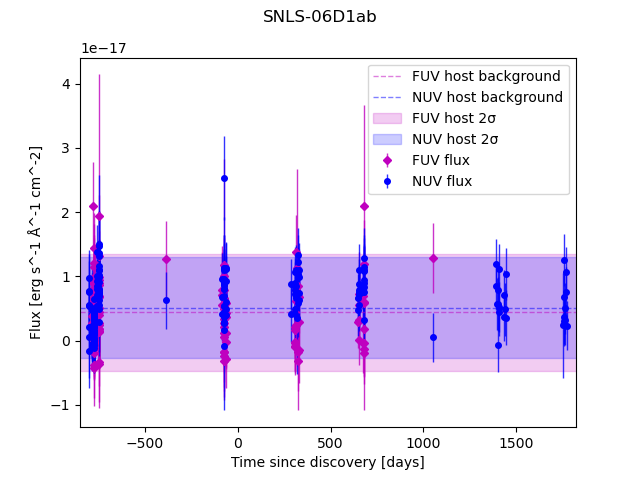 SNLS-06D1ab
1e−17
FUV host background
NUV host background
FUV host 2σ
NUV host 2σ
FUV flux
NUV flux
4
3
2
1
0
−1
Flux [erg s^-1 Å^-1 cm^-2]
−500
0
500
1000
1500
Time since discovery [days]